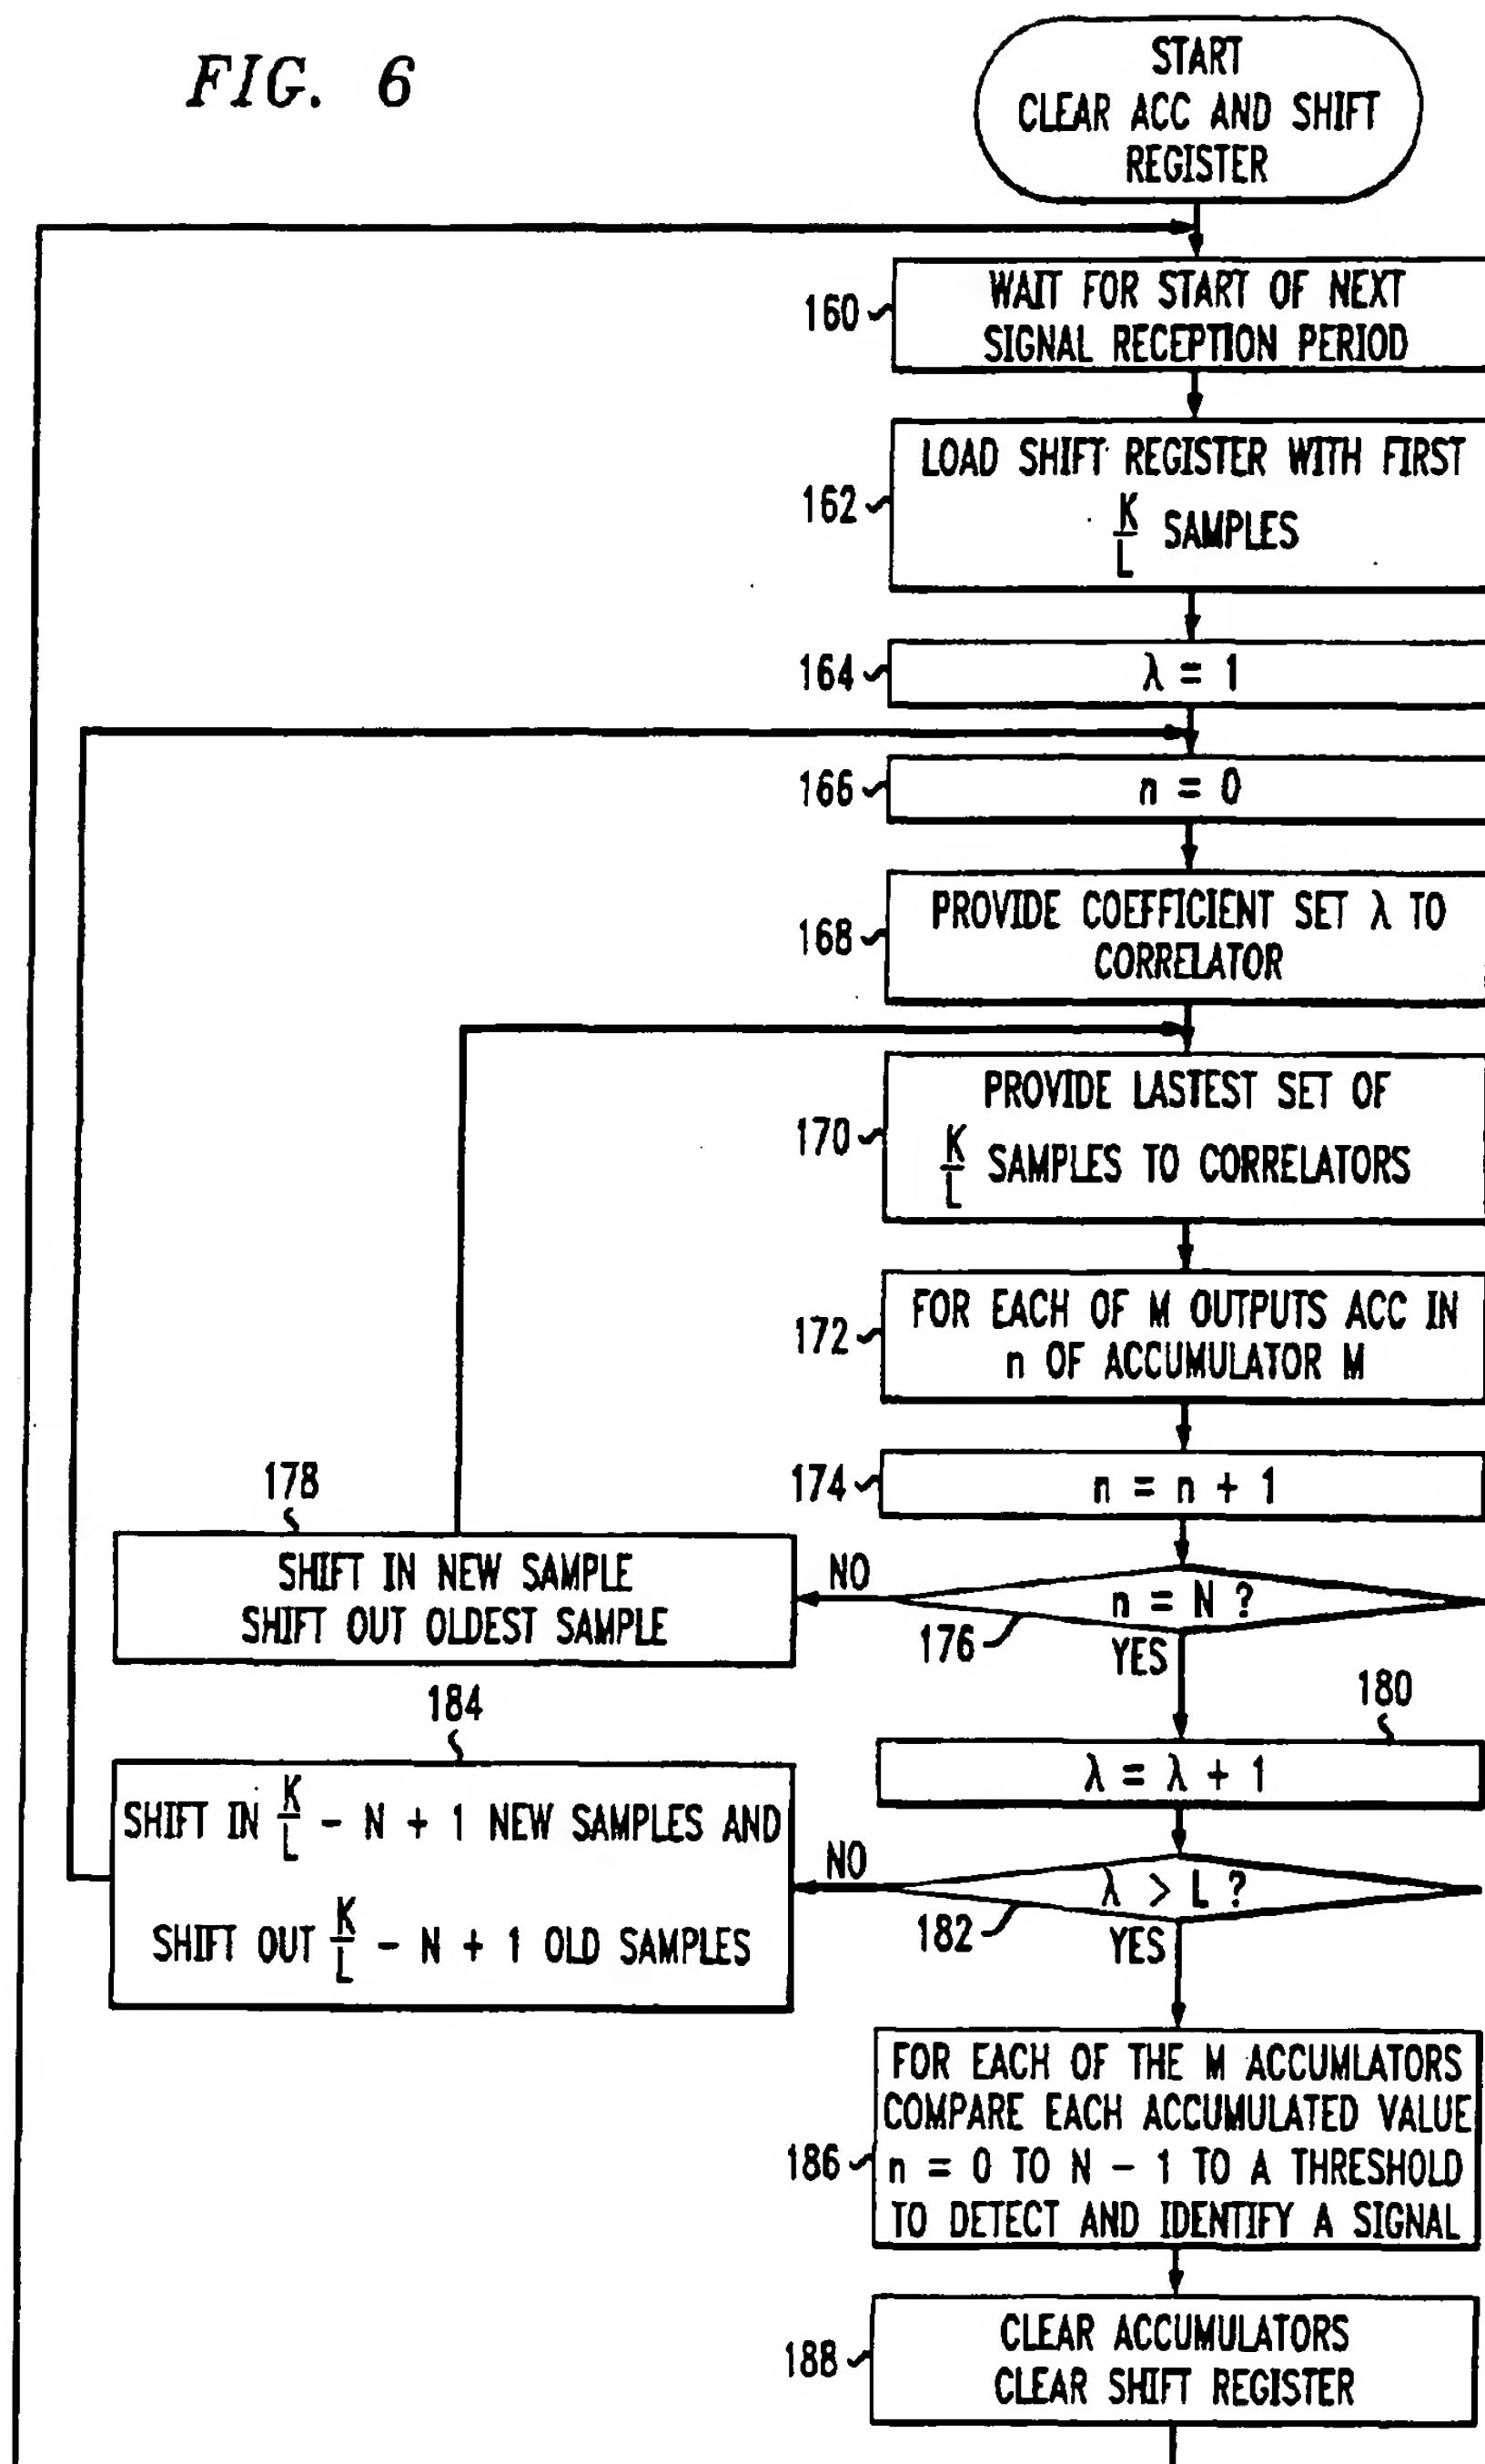 FIG. 6
START
CLEAR ACC AND SHIFT
REGISTER
160
WAIT FOR START OF NEXT
SIGNAL RECEPTION PERIOD
162
LOAD SHIFT REGISTER WITH FIRST
K/L SAMPLES
164
λ = 1
166
n = 0
168
PROVIDE COEFFICIENT SET λ TO
CORRELATOR
170
PROVIDE LASTEST SET OF
K/L SAMPLES TO CORRELATORS
172
FOR EACH OF M OUTPUTS ACC IN
n OF ACCUMULATOR M
174
n = n + 1
178
SHIFT IN NEW SAMPLE
SHIFT OUT OLDEST SAMPLE
NO
n = N ?
176
YES
180
λ = λ + 1
184
SHIFT IN K/L - N + 1 NEW SAMPLES AND
SHIFT OUT K/L - N + 1 OLD SAMPLES
NO
λ > L ?
182
YES
186
FOR EACH OF THE M ACCUMLATORS
COMPARE EACH ACCUMULATED VALUE
n = 0 TO N - 1 TO A THRESHOLD
TO DETECT AND IDENTIFY A SIGNAL
188
CLEAR ACCUMULATORS
CLEAR SHIFT REGISTER